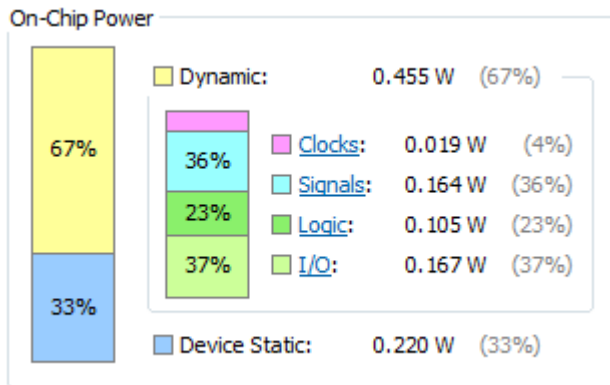 On-Chip Power
67%
33%
Dynamic: 0.455 W (67%)
36%
23%
37%
Clocks: 0.019 W (4%)
Signals: 0.164 W (36%)
Logic: 0.105 W (23%)
I/O: 0.167 W (37%)
Device Static: 0.220 W (33%)